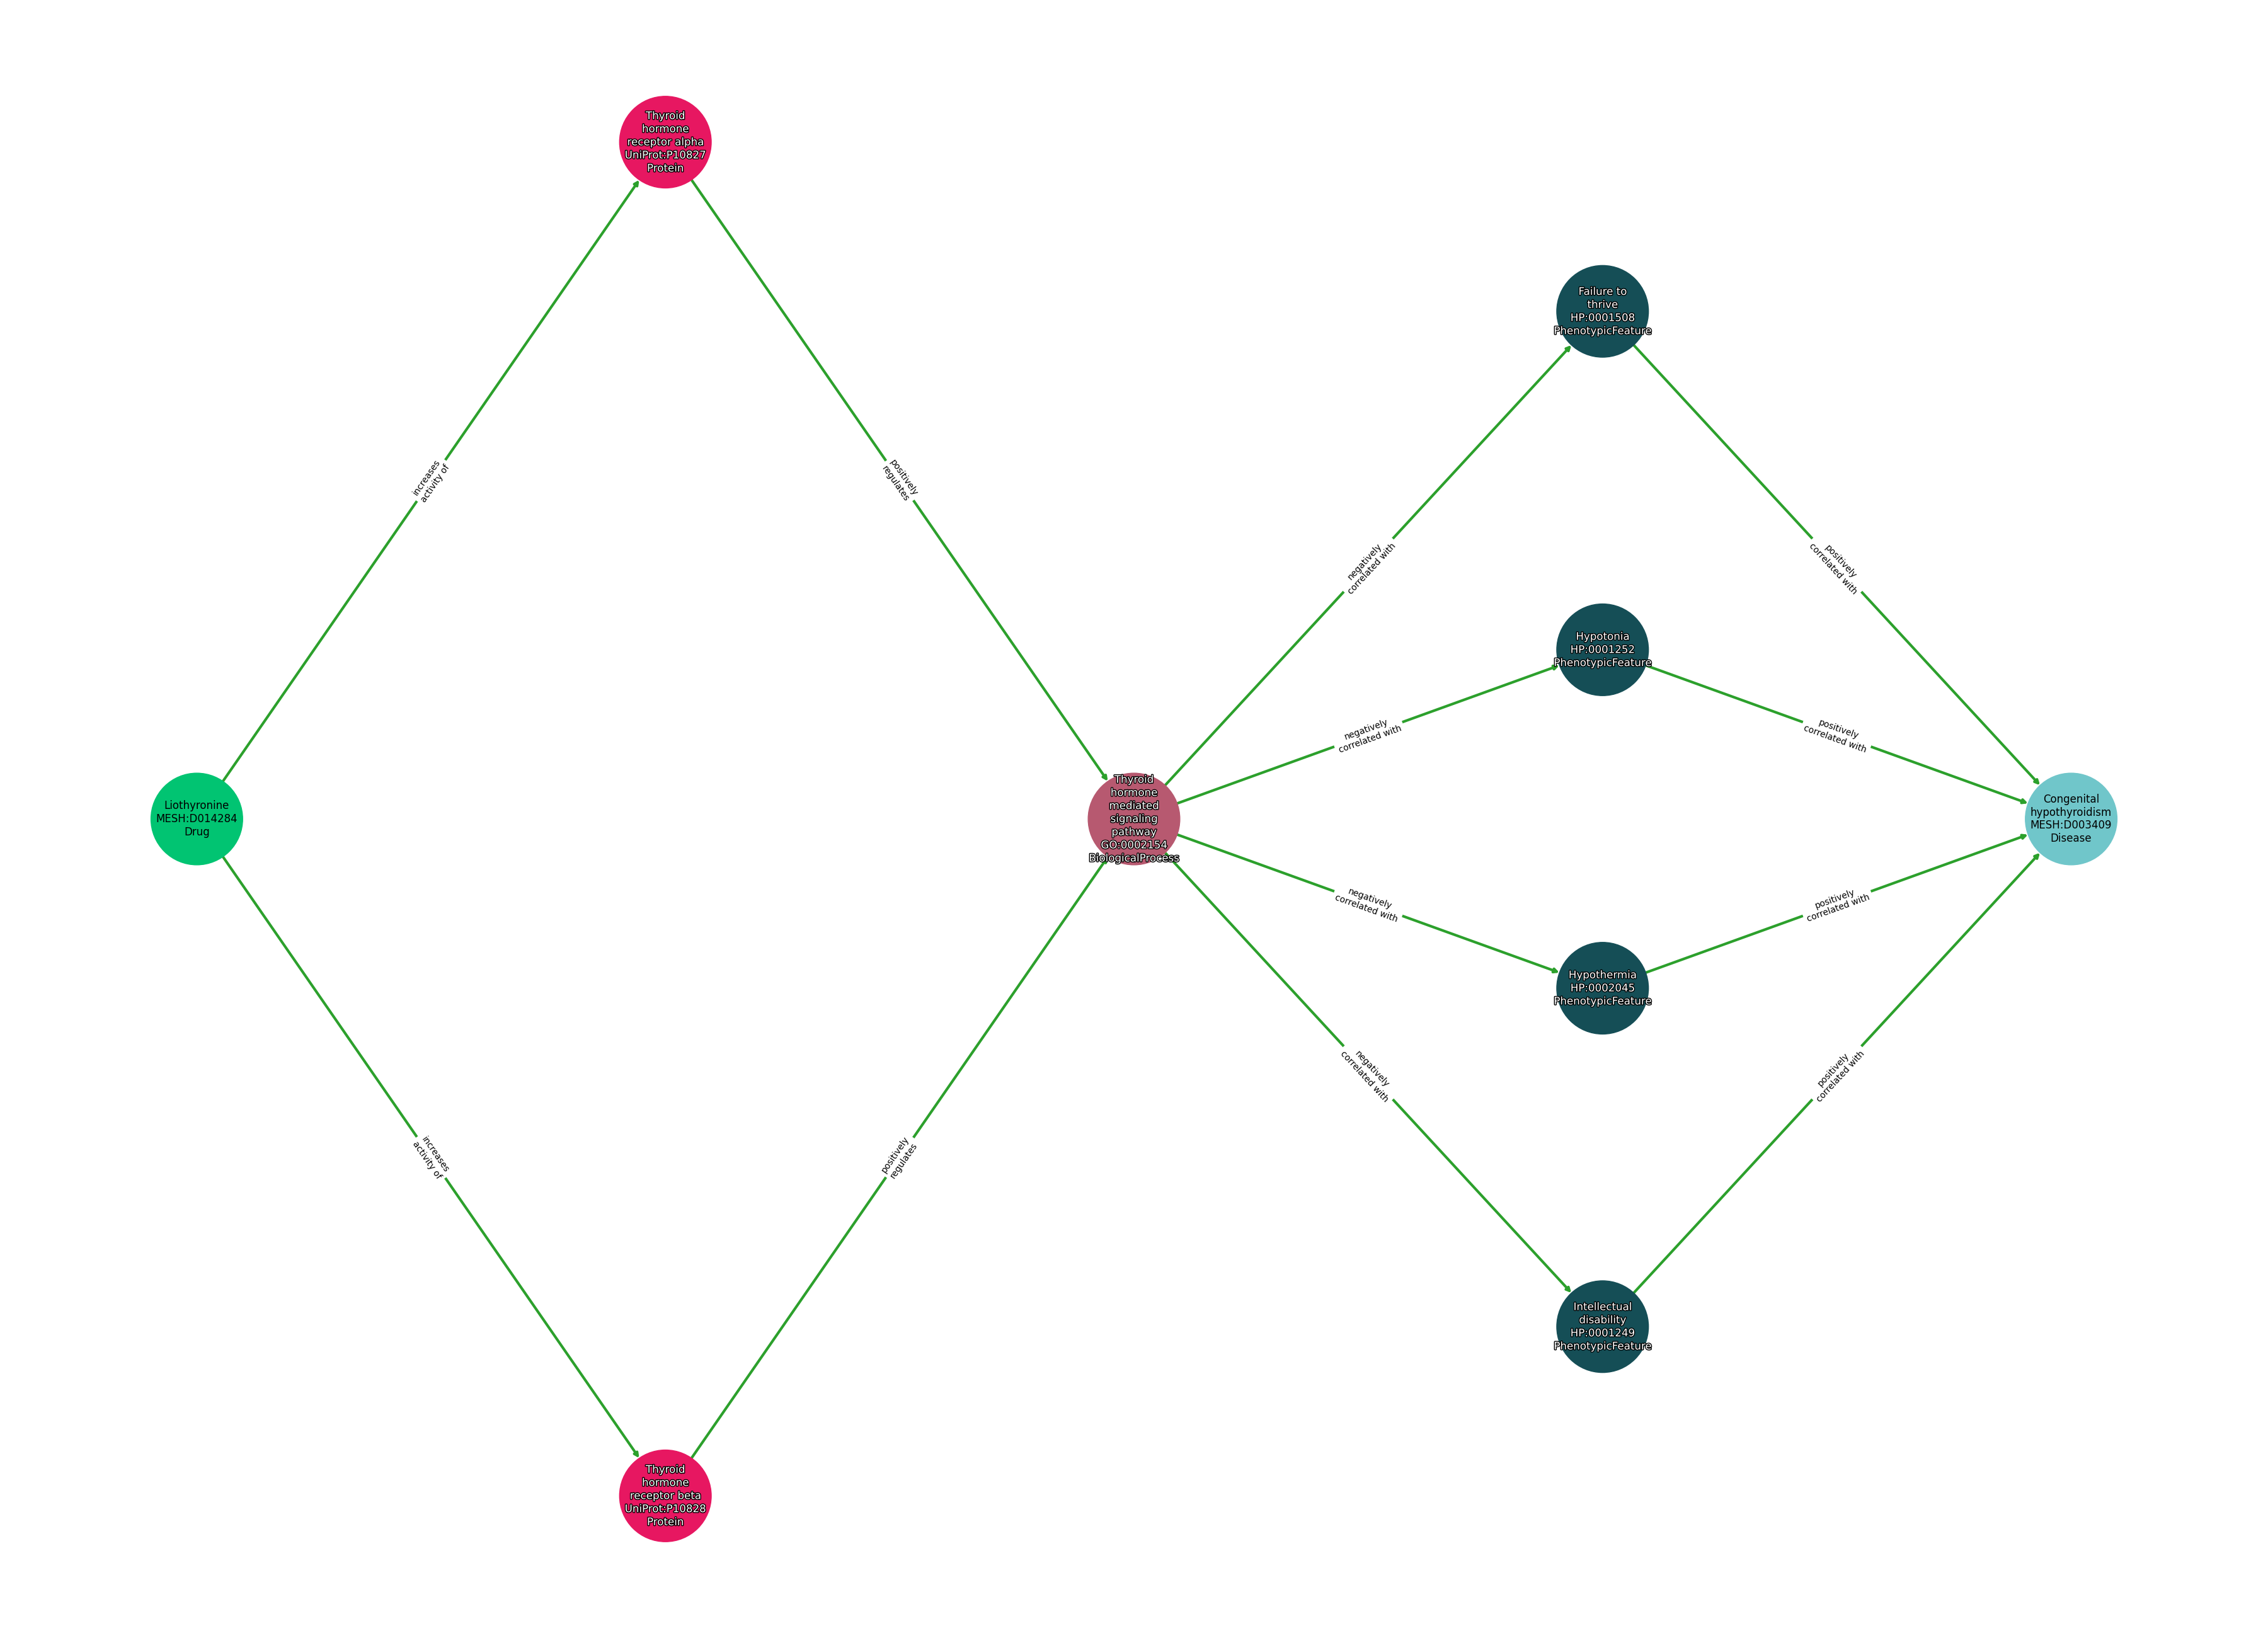 Thyroid
hormone
receptor alpha
UniProt:P10827
Protein
Failure to
thrive
HP:0001508
PhenotypicFeature
increases
activity of
positively
regulates
negatively
correlated with
positively
correlated with
Hypotonia
HP:0001252
PhenotypicFeature
negatively
correlated with
positively
correlated with
Liothyronine
MESH:D014284
Drug
Thyroid
hormone
mediated
signaling
pathway
GO:0002154
BiologicalProcess
Congenital
hypothyroidism
MESH:D003409
Disease
negatively
correlated with
positively
correlated with
Hypothermia
HP:0002045
PhenotypicFeature
negatively
correlated with
positively
correlated with
increases
activity of
positively
regulates
Intellectual
disability
HP:0001249
PhenotypicFeature
Thyroid
hormone
receptor beta
UniProt:P10828
Protein